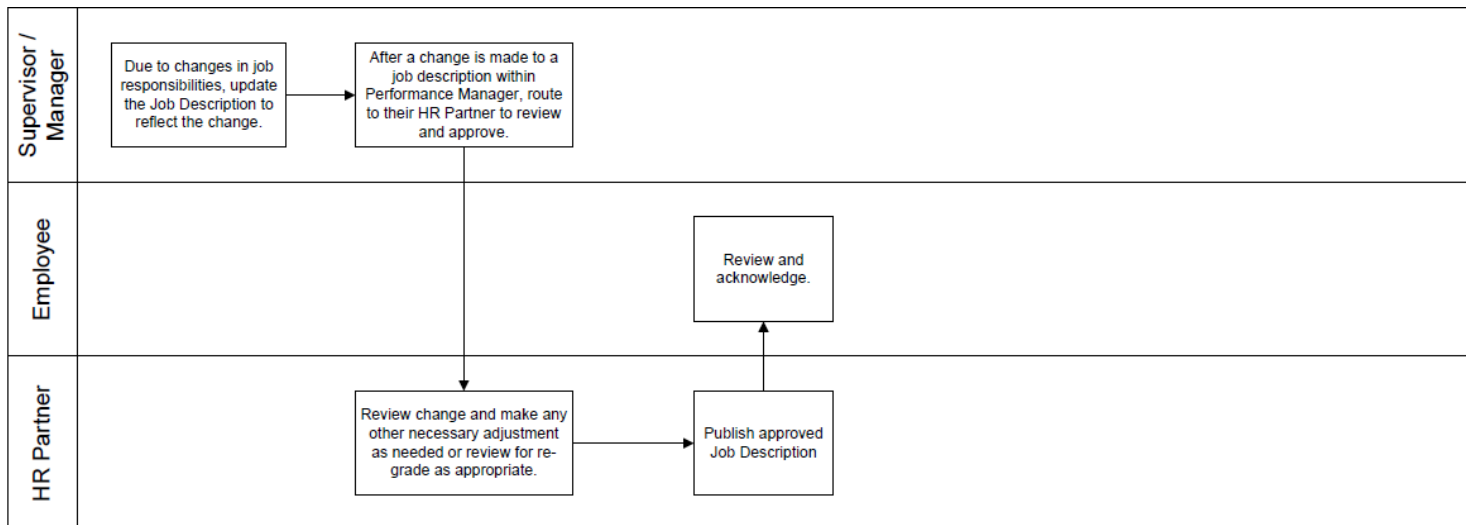 Supervisor /
Manager
Due to changes in job
responsibilities, update
the Job Description to
reflect the change.
After a change is made to a
job description within
Performance Manager, route
to their HR Partner to review
and approve.
Employee
Review and
acknowledge.
HR Partner
Review change and make any
other necessary adjustment
as needed or review for re-
grade as appropriate.
Publish approved
Job Description